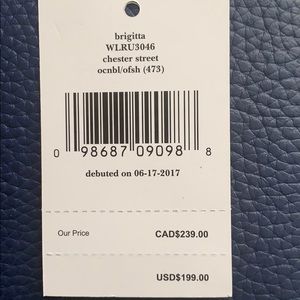 brigitta
WLRU3046
chester street
ocnbl/ofsh (473)
0 98687 09098 8
debuted on 06-17-2017
Our Price CAD$239.00
USD$199.00